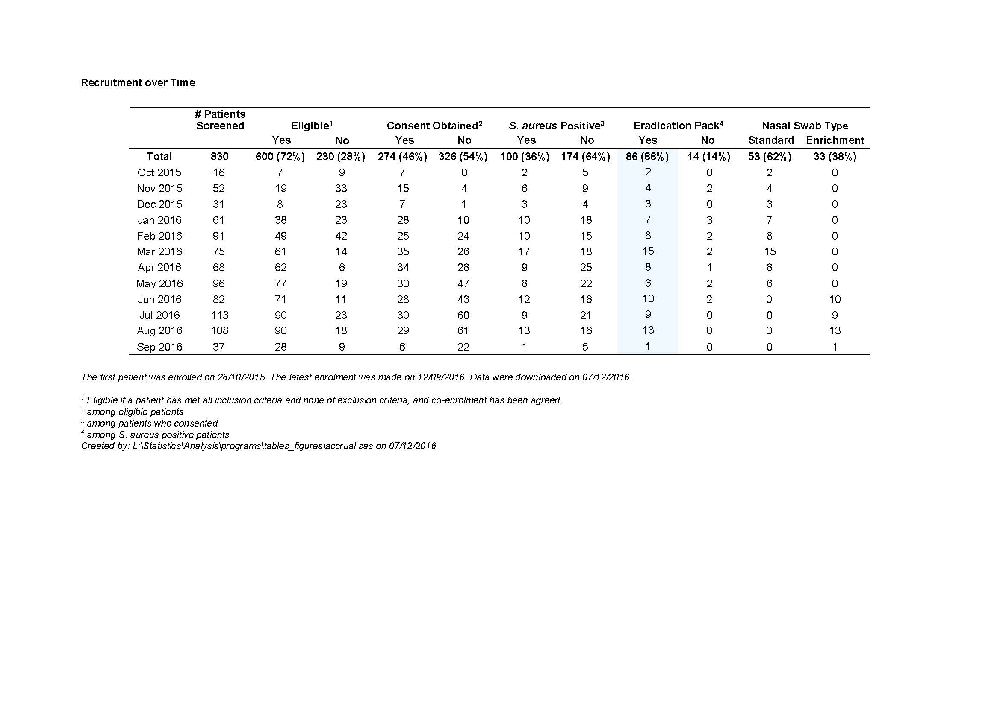 Recruitment over Time
# Patients
Screened Eligible¹ Consent Obtained² S. aureus Positive³ Eradication Pack⁴ Nasal Swab Type
Yes No Yes No Yes No Yes No Standard Enrichment
Total 830 600 (72%) 230 (28%) 274 (46%) 326 (54%) 100 (36%) 174 (64%) 86 (86%) 14 (14%) 53 (62%) 33 (38%)
Oct 2015 16 7 9 7 0 2 5 2 0 2 0
Nov 2015 52 19 33 15 4 6 9 4 2 4 0
Dec 2015 31 8 23 7 1 3 4 3 0 3 0
Jan 2016 61 38 23 28 10 10 18 7 3 7 0
Feb 2016 91 49 42 25 24 10 15 8 2 8 0
Mar 2016 75 61 14 35 26 17 18 15 2 15 0
Apr 2016 68 62 6 34 28 9 25 8 1 8 0
May 2016 96 77 19 30 47 8 22 6 2 6 0
Jun 2016 82 71 11 28 43 12 16 10 2 0 10
Jul 2016 113 90 23 30 60 9 21 9 0 0 9
Aug 2016 108 90 18 29 61 13 16 13 0 0 13
Sep 2016 37 28 9 6 22 1 5 1 0 0 1
The first patient was enrolled on 26/10/2015. The latest enrolment was made on 12/09/2016. Data were downloaded on 07/12/2016.
¹ Eligible if a patient has met all inclusion criteria and none of exclusion criteria, and co-enrolment has been agreed.
² among eligible patients
³ among patients who consented
⁴ among S. aureus positive patients
Created by: L:\Statistics\Analysis\programs\tables_figures\accrual.sas on 07/12/2016